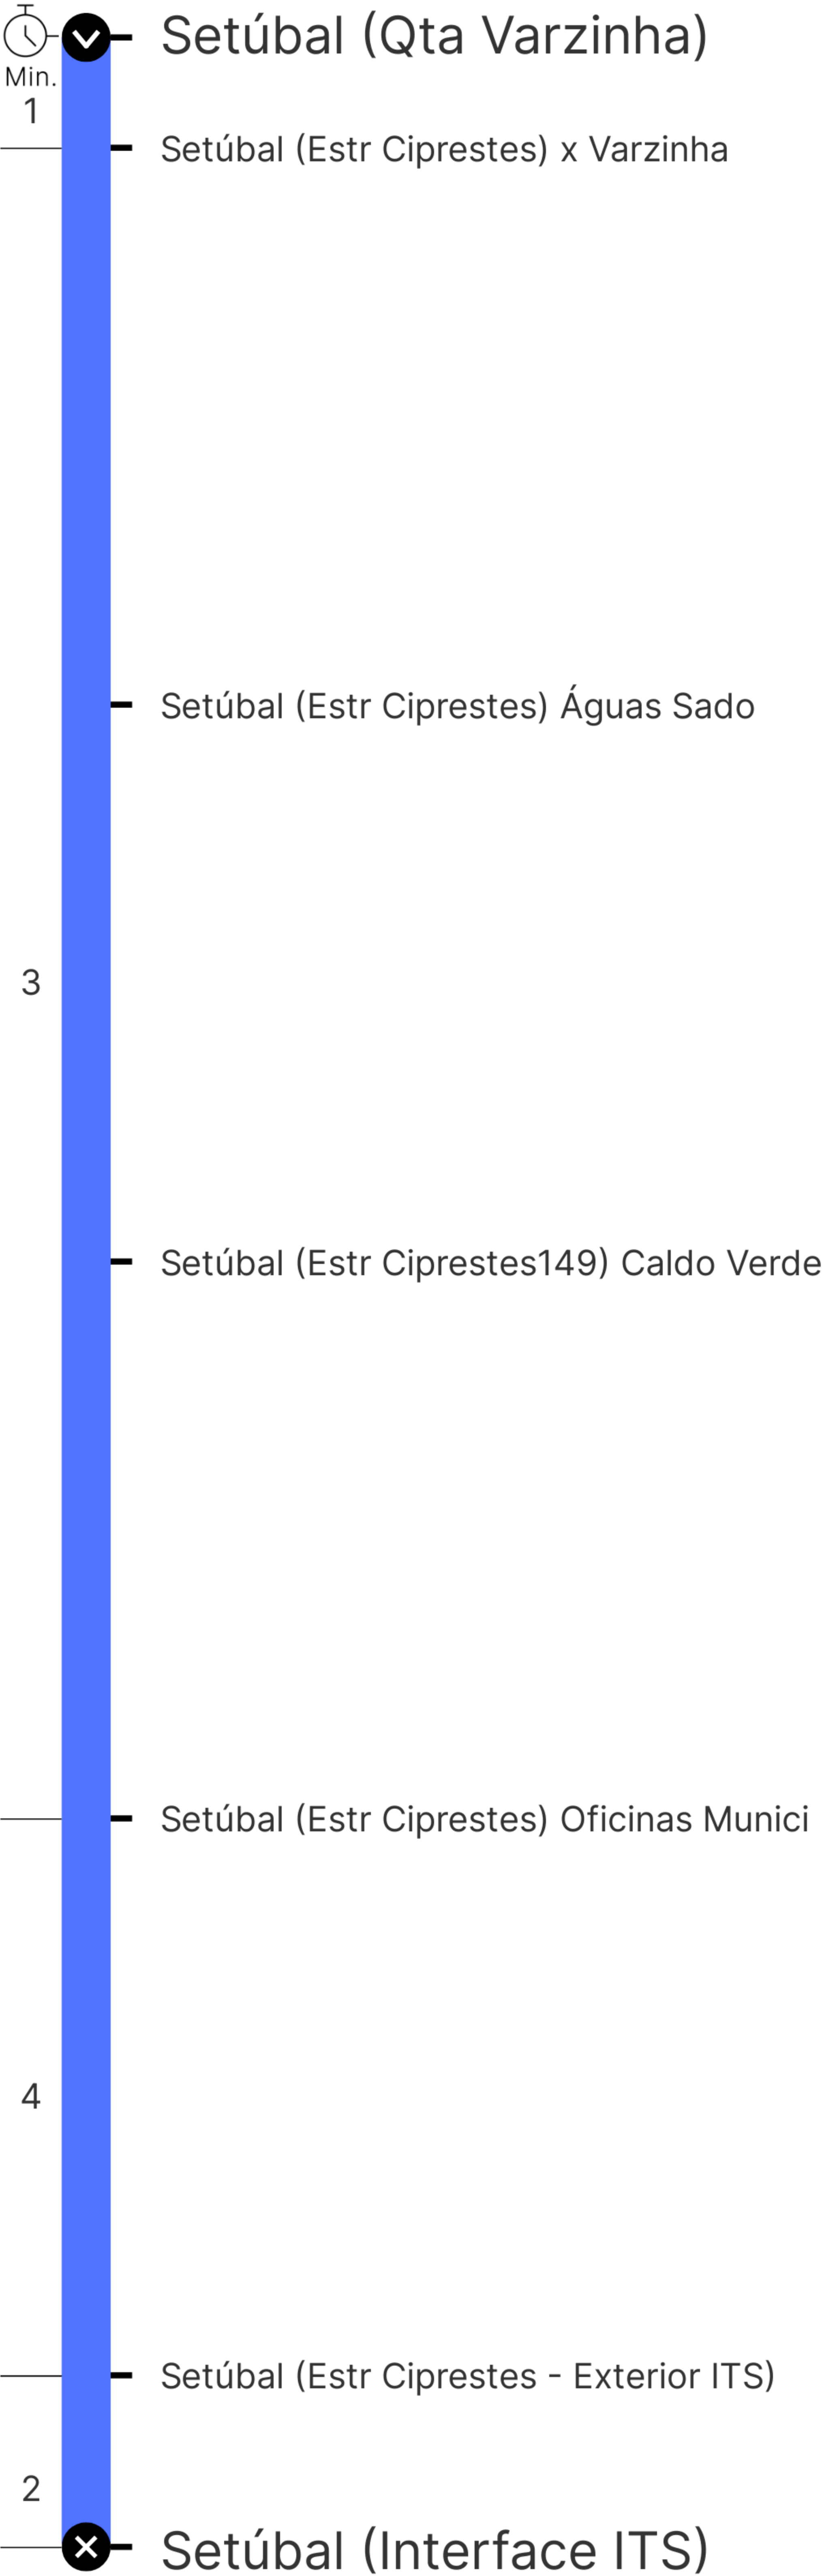 Setúbal (Qta Varzinha)
Min.
1
Setúbal (Estr Ciprestes) x Varzinha
Setúbal (Estr Ciprestes) Águas Sado
3
Setúbal (Estr Ciprestes149) Caldo Verde
Setúbal (Estr Ciprestes) Oficinas Munici
4
Setúbal (Estr Ciprestes - Exterior ITS)
2
Setúbal (Interface ITS)